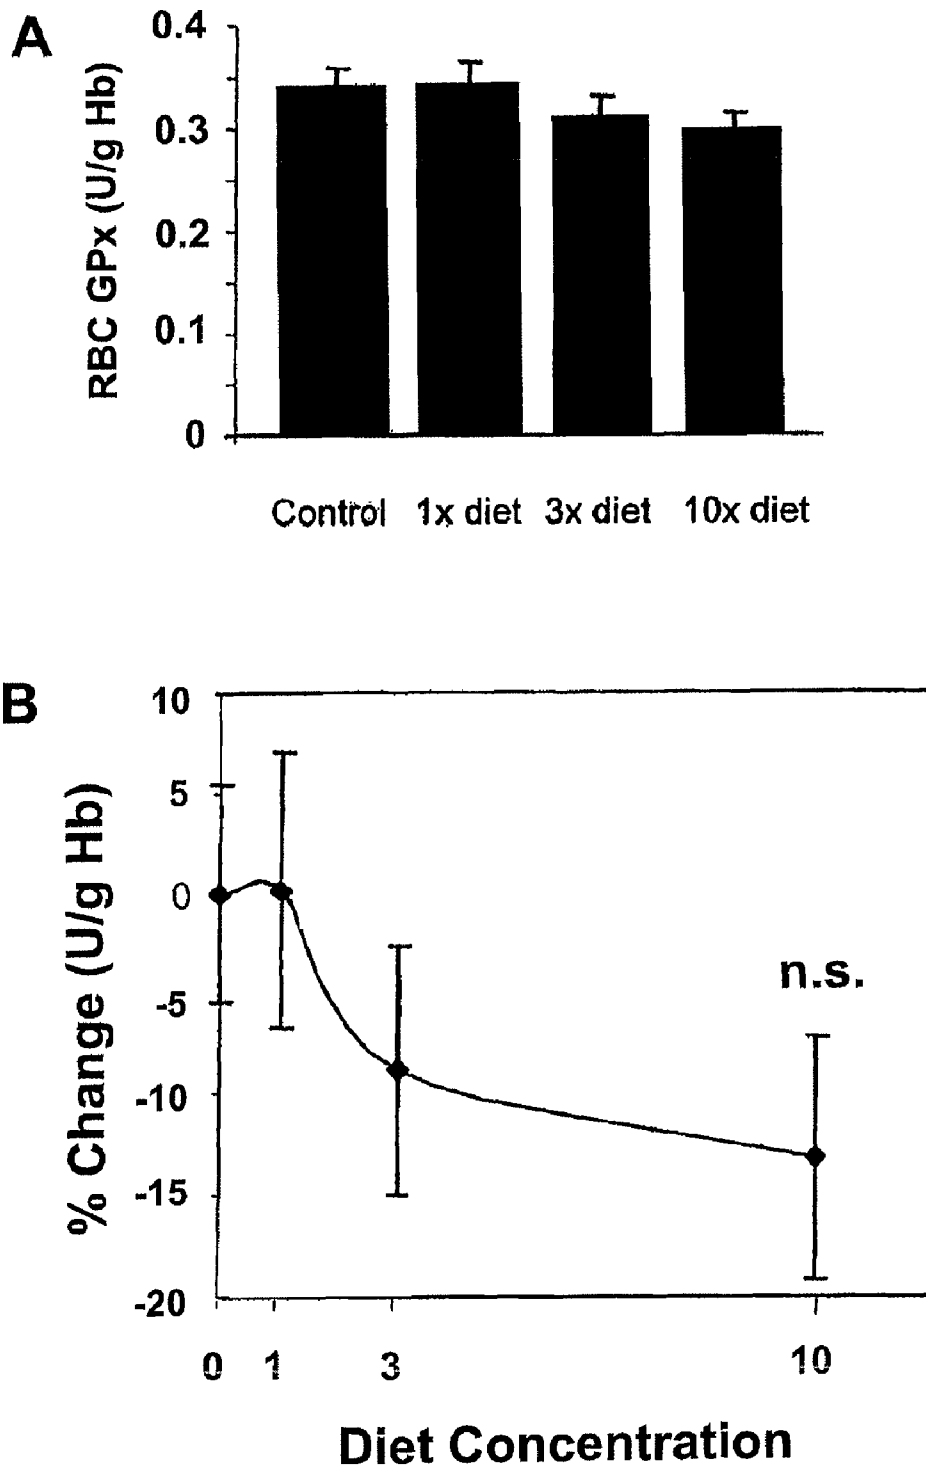 A
RBC GPx (U/g Hb)
0.4
0.3
0.2
0.1
0
Control 1x diet 3x diet 10x diet
B
% Change (U/g Hb)
10
5
0
-5
-10
-15
-20
n.s.
0 1 3 10
Diet Concentration